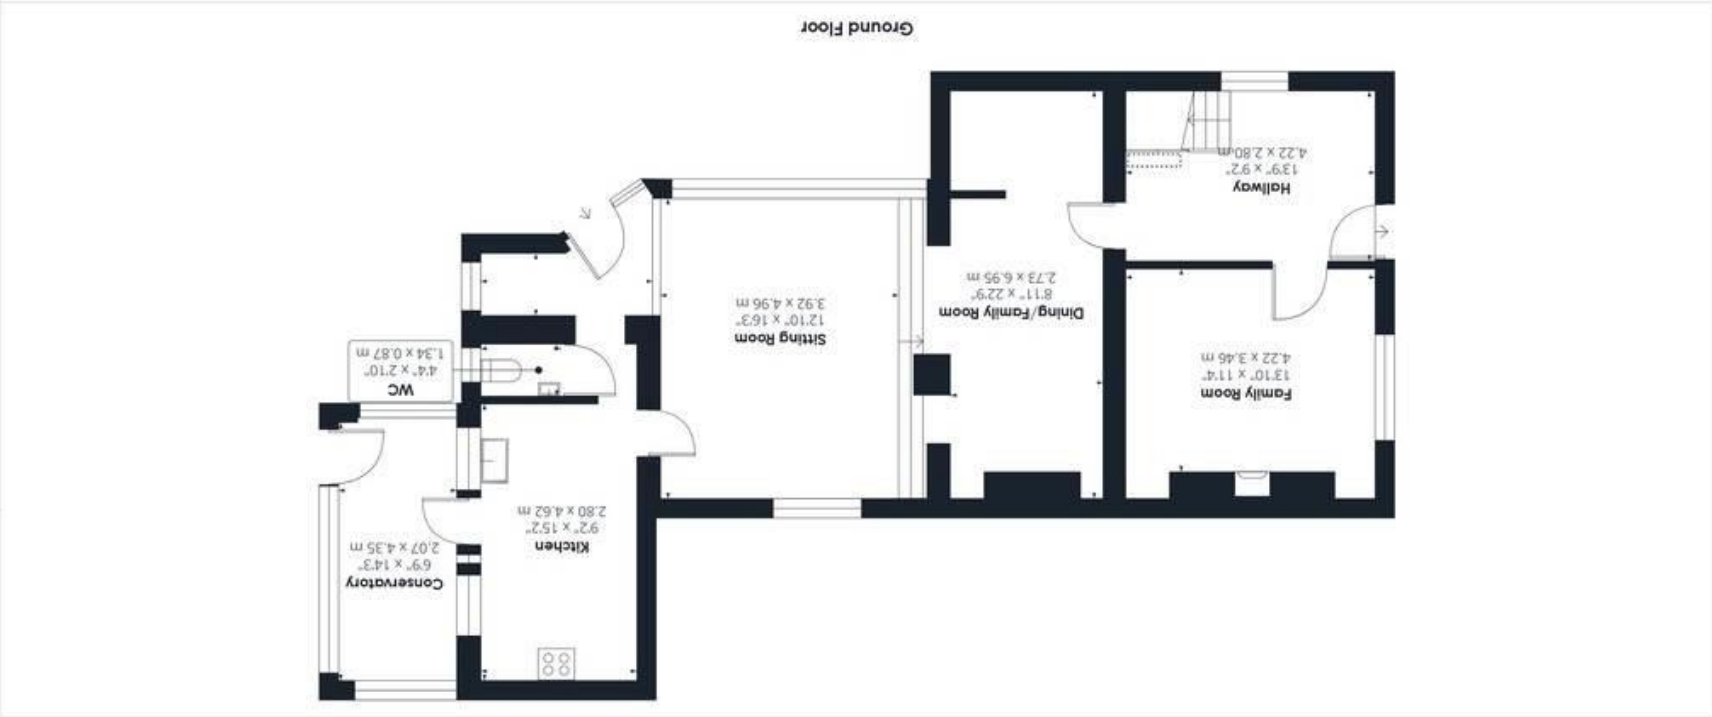 Conservatory
6'9" x 14'3"
2.07 x 4.35 m
Kitchen
9'2" x 15'2"
2.80 x 4.62 m
Family Room
13'10" x 11'4"
4.22 x 3.46 m
WC
4'4" x 2'10"
1.34 x 0.87 m
Sitting Room
12'10" x 16'3"
3.92 x 4.96 m
Dining/Family Room
8'11" x 22'9"
2.73 x 6.95 m
Hallway
13'9" x 9'2"
4.22 x 2.80 m
Ground Floor